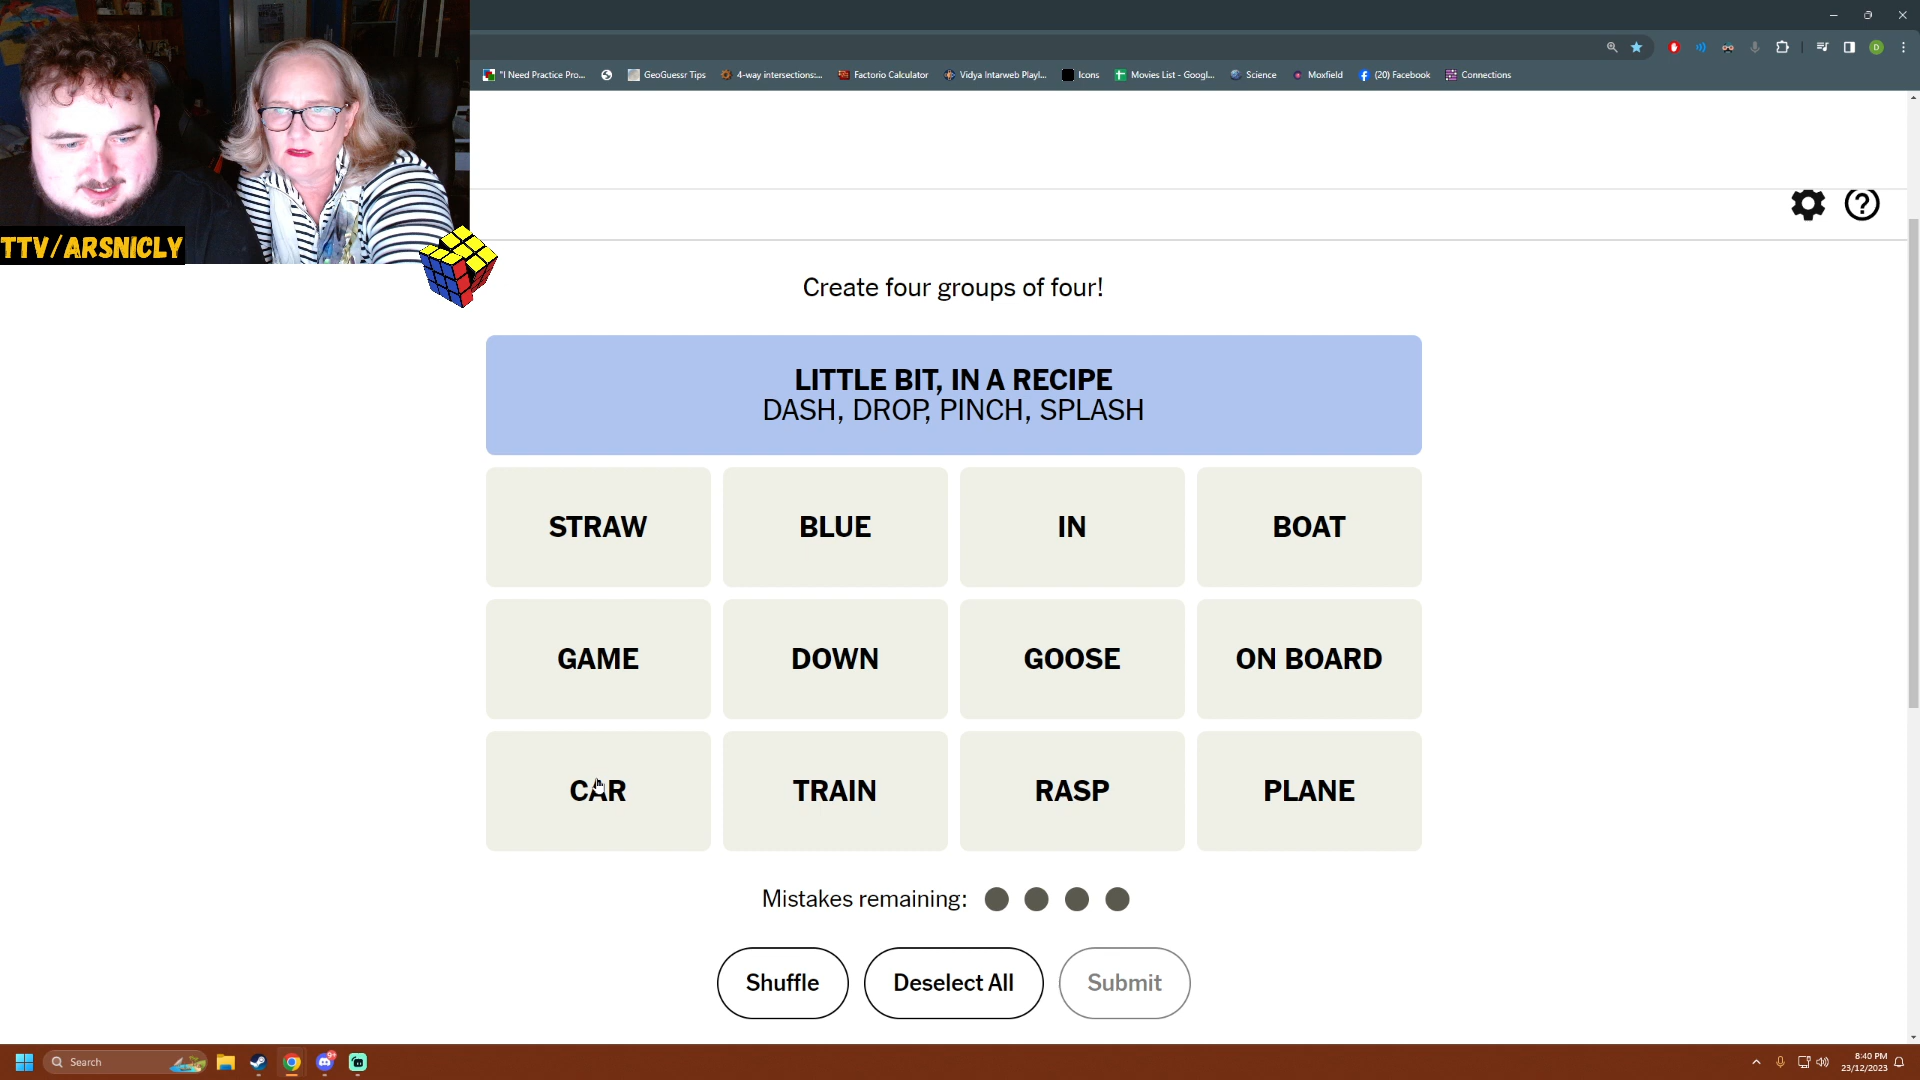 "I Need Practice Pro...
GeoGuessr Tips
4-way intersections:...
Factorio Calculator
Vidya Intarweb Playl...
Icons
Movies List - Googl...
Science
Moxfield
(20) Facebook
Connections
TTV/ARSNICLY
Create four groups of four!
LITTLE BIT, IN A RECIPE
DASH, DROP, PINCH, SPLASH
STRAW
BLUE
IN
BOAT
GAME
DOWN
GOOSE
ON BOARD
CAR
TRAIN
RASP
PLANE
Mistakes remaining:
Shuffle
Deselect All
Submit
Search
8:40 PM
23/12/2023